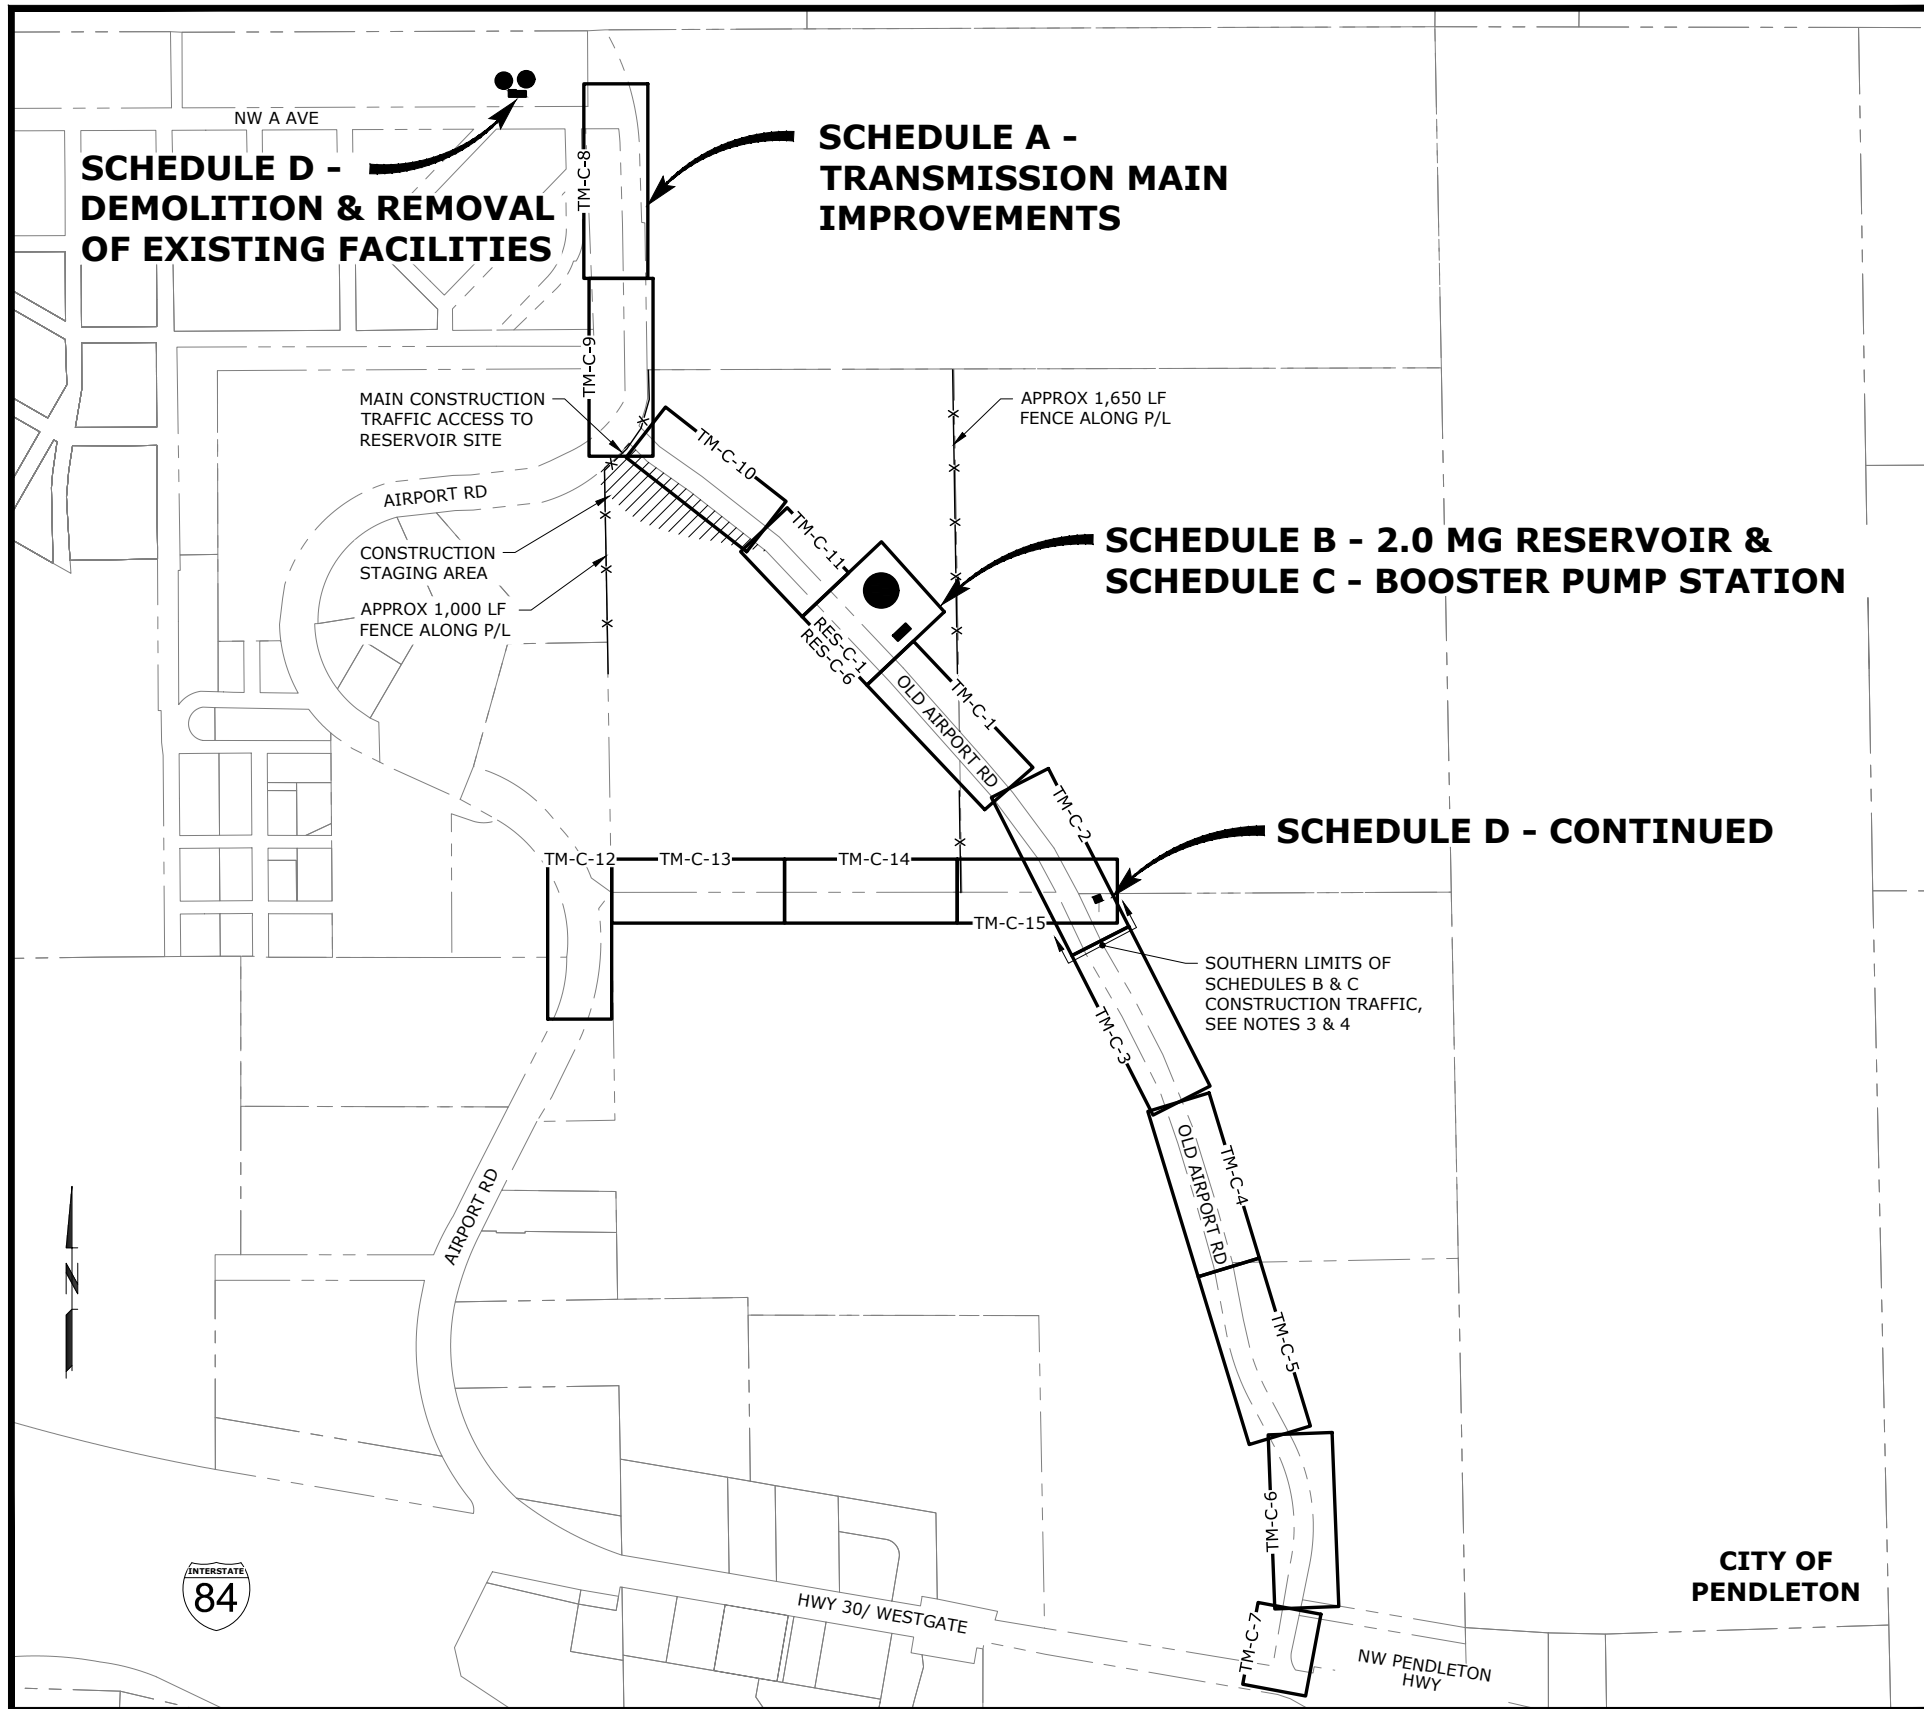 NW A AVE
SCHEDULE D -
DEMOLITION & REMOVAL
OF EXISTING FACILITIES
TM-C-8
SCHEDULE A -
TRANSMISSION MAIN
IMPROVEMENTS
TM-C-9
MAIN CONSTRUCTION
TRAFFIC ACCESS TO
RESERVOIR SITE
APPROX 1,650 LF
FENCE ALONG P/L
TM-C-10
AIRPORT RD
TM-C-11
CONSTRUCTION
STAGING AREA
SCHEDULE B - 2.0 MG RESERVOIR &
SCHEDULE C - BOOSTER PUMP STATION
APPROX 1,000 LF
FENCE ALONG P/L
RES-C-1
RES-C-6
OLD AIRPORT RD
TM-C-1
TM-C-2
SCHEDULE D - CONTINUED
TM-C-12
TM-C-13
TM-C-14
TM-C-15
SOUTHERN LIMITS OF
SCHEDULES B & C
CONSTRUCTION TRAFFIC,
SEE NOTES 3 & 4
TM-C-3
OLD AIRPORT RD
TM-C-4
AIRPORT RD
N
TM-C-5
TM-C-6
INTERSTATE
84
HWY 30/ WESTGATE
CITY OF
PENDLETON
TM-C-7
NW PENDLETON
HWY